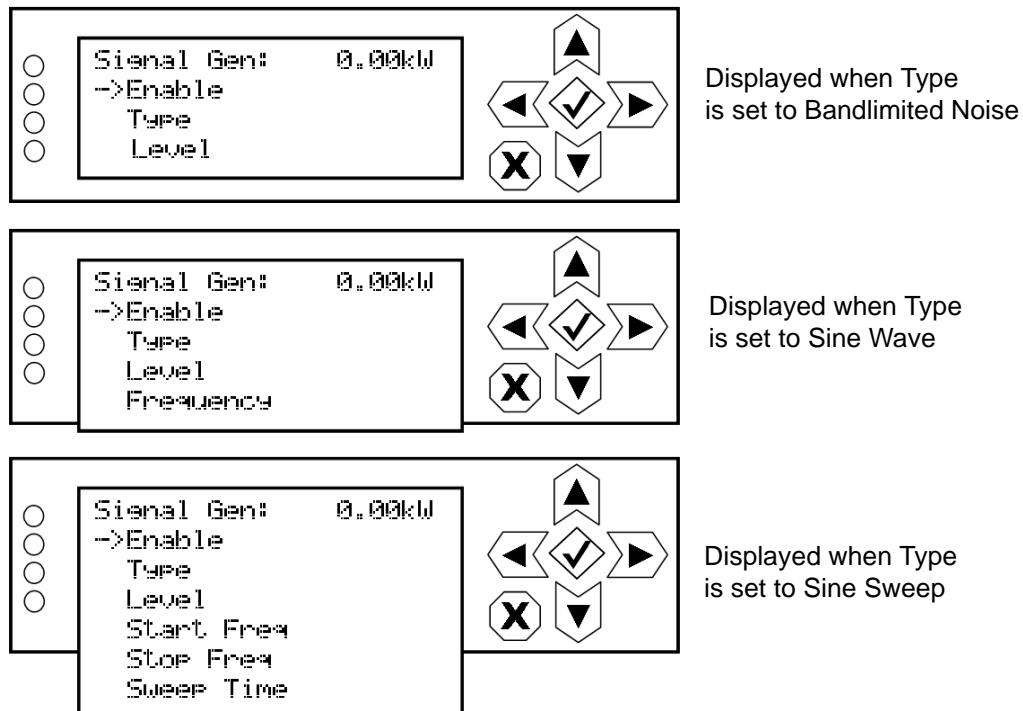 Signal Gen: 0.00kW
->Enable
Type
Level
Displayed when Type
is set to Bandlimited Noise
Signal Gen: 0.00kW
->Enable
Type
Level
Frequency
Displayed when Type
is set to Sine Wave
Signal Gen: 0.00kW
->Enable
Type
Level
Start Freq
Stop Freq
Sweep Time
Displayed when Type
is set to Sine Sweep